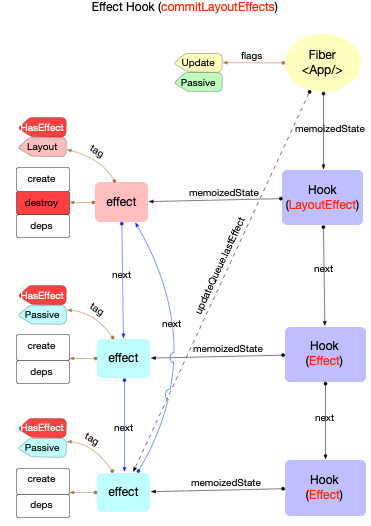 Effect Hook (commitLayoutEffects)
Update
Passive
flags
Fiber
<App/>
memoizedState
HasEffect
Layout
tag
create
destroy
deps
effect
memoizedState
Hook
(LayoutEffect)
next
updateQueue.lastEffect
next
next
HasEffect
Passive
tag
create
deps
effect
memoizedState
Hook
(Effect)
next
next
HasEffect
Passive
tag
create
deps
effect
memoizedState
Hook
(Effect)